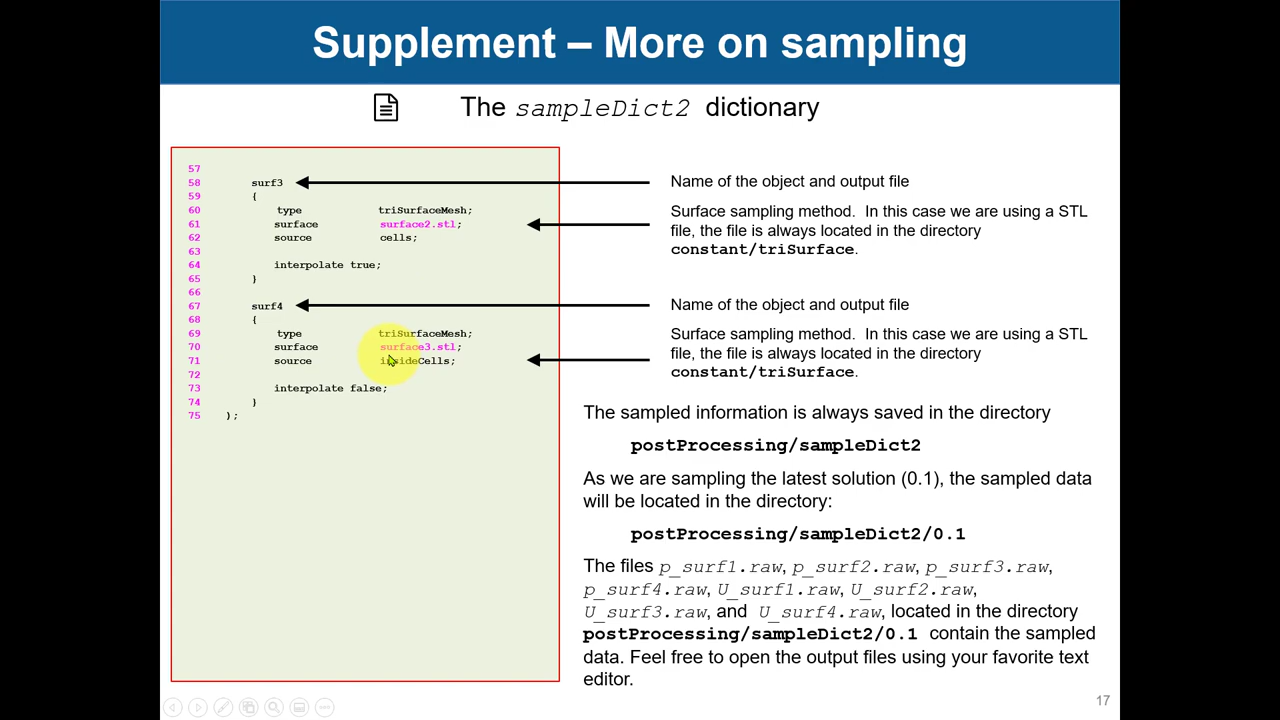 Supplement – More on sampling
The sampleDict2 dictionary
57
58 surf3
59 {
60 type triSurfaceMesh;
61 surface surface2.stl;
62 source cells;
63
64 interpolate true;
65 }
66
67 surf4
68 {
69 type triSurfaceMesh;
70 surface surface3.stl;
71 source insideCells;
72
73 interpolate false;
74 }
75 );
Name of the object and output file
Surface sampling method. In this case we are using a STL
file, the file is always located in the directory
constant/triSurface.
Name of the object and output file
Surface sampling method. In this case we are using a STL
file, the file is always located in the directory
constant/triSurface.
The sampled information is always saved in the directory
postProcessing/sampleDict2
As we are sampling the latest solution (0.1), the sampled data
will be located in the directory:
postProcessing/sampleDict2/0.1
The files p_surf1.raw, p_surf2.raw, p_surf3.raw,
p_surf4.raw, U_surf1.raw, U_surf2.raw,
U_surf3.raw, and U_surf4.raw, located in the directory
postProcessing/sampleDict2/0.1 contain the sampled
data. Feel free to open the output files using your favorite text
editor.
17